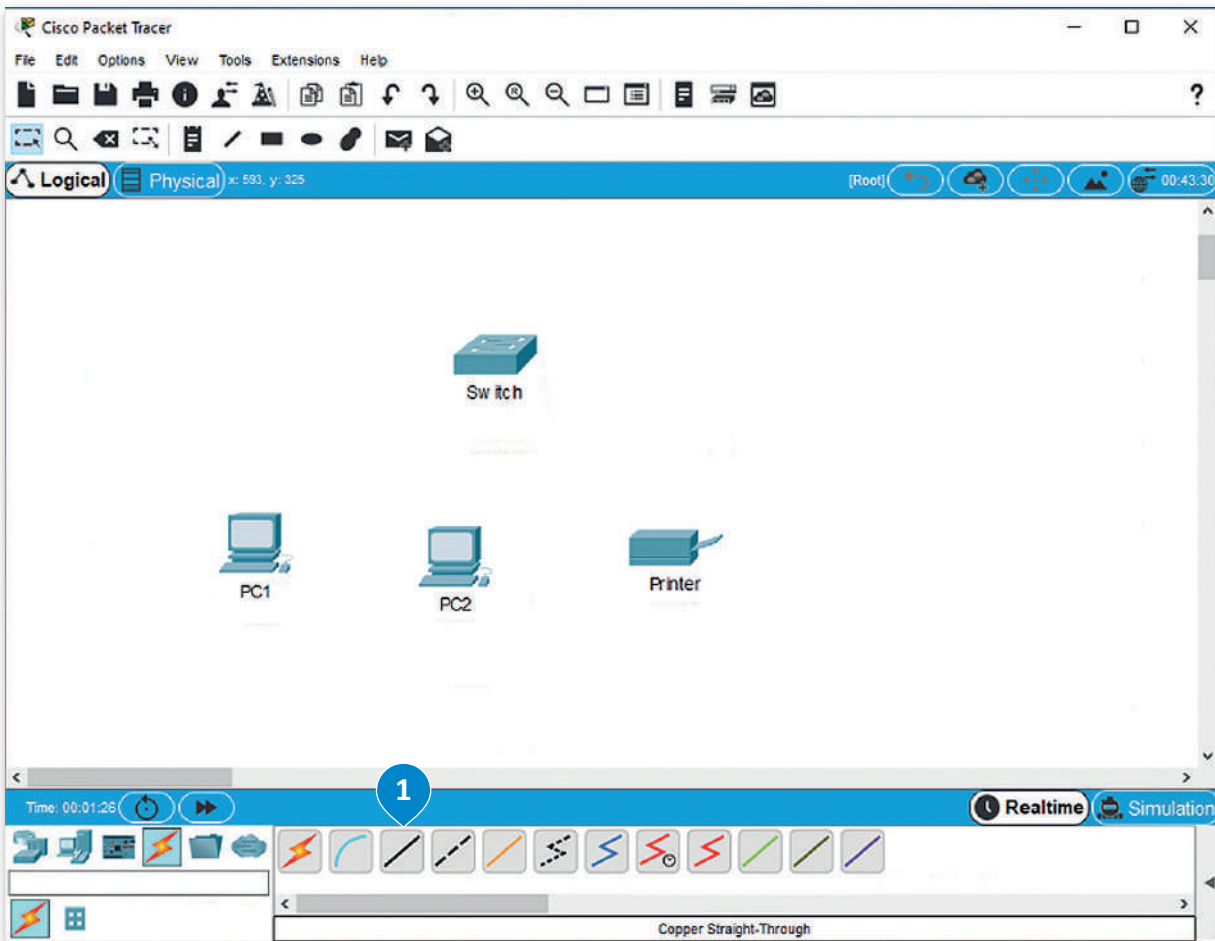 Cisco Packet Tracer
File Edit Options View Tools Extensions Help
?
Logical Physical x: 593, y: 325 [Root] 00:43:30
Switch
PC1
PC2
Printer
1
Time: 00:01:26 Realtime Simulation
Copper Straight-Through